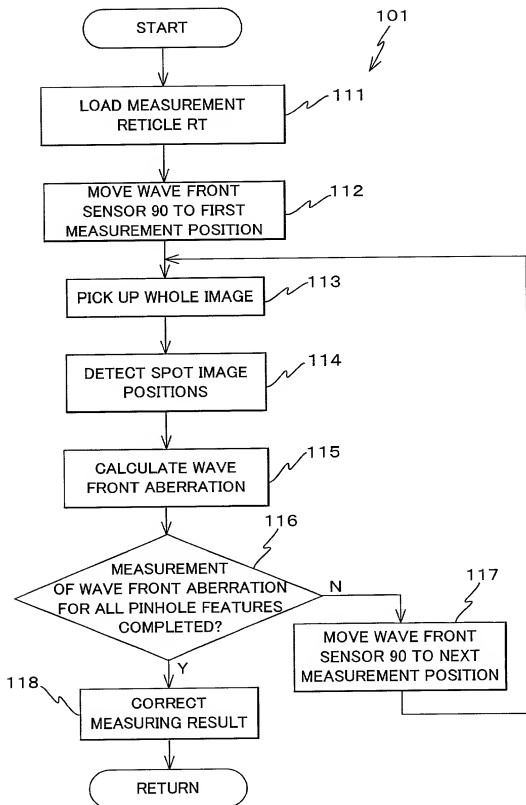 START
101
LOAD MEASUREMENT
RETICLE RT
111
MOVE WAVE FRONT
SENSOR 90 TO FIRST
MEASUREMENT POSITION
112
PICK UP WHOLE IMAGE
113
DETECT SPOT IMAGE
POSITIONS
114
CALCULATE WAVE
FRONT ABERRATION
115
116
MEASUREMENT
OF WAVE FRONT ABERRATION
FOR ALL PINHOLE FEATURES
COMPLETED?
N
117
MOVE WAVE FRONT
SENSOR 90 TO NEXT
MEASUREMENT POSITION
Y
118
CORRECT
MEASURING RESULT
RETURN